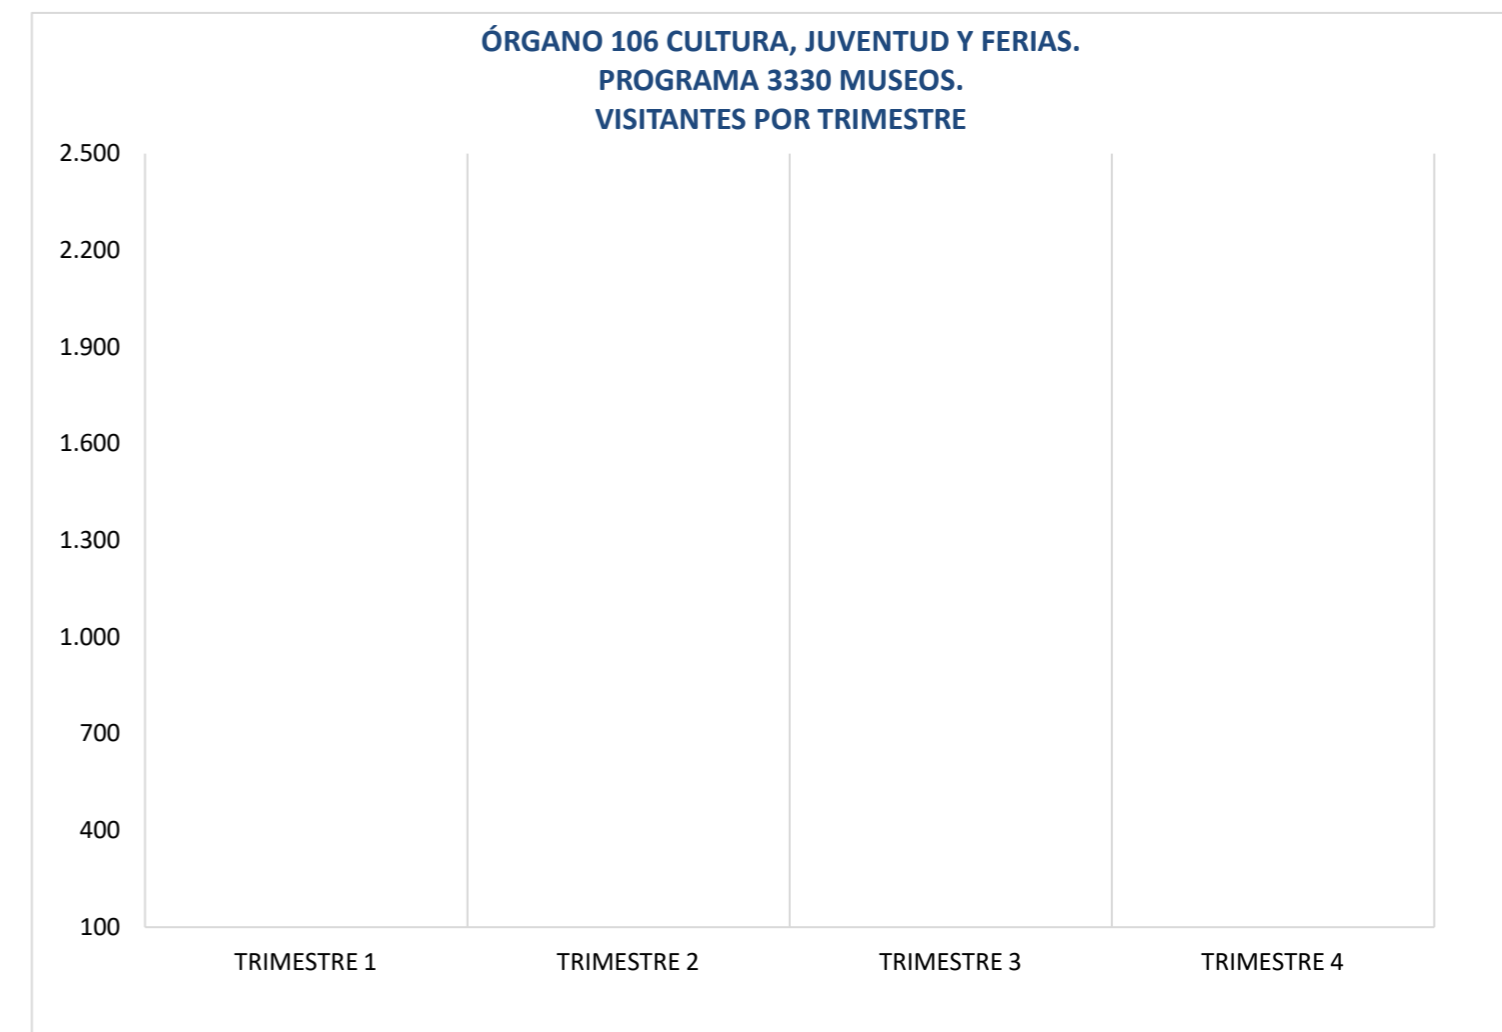 ÓRGANO 106 CULTURA, JUVENTUD Y FERIAS.
PROGRAMA 3330 MUSEOS.
VISITANTES POR TRIMESTRE
2.500
2.200
1.900
1.600
1.300
1.000
700
400
100
TRIMESTRE 1 TRIMESTRE 2 TRIMESTRE 3 TRIMESTRE 4